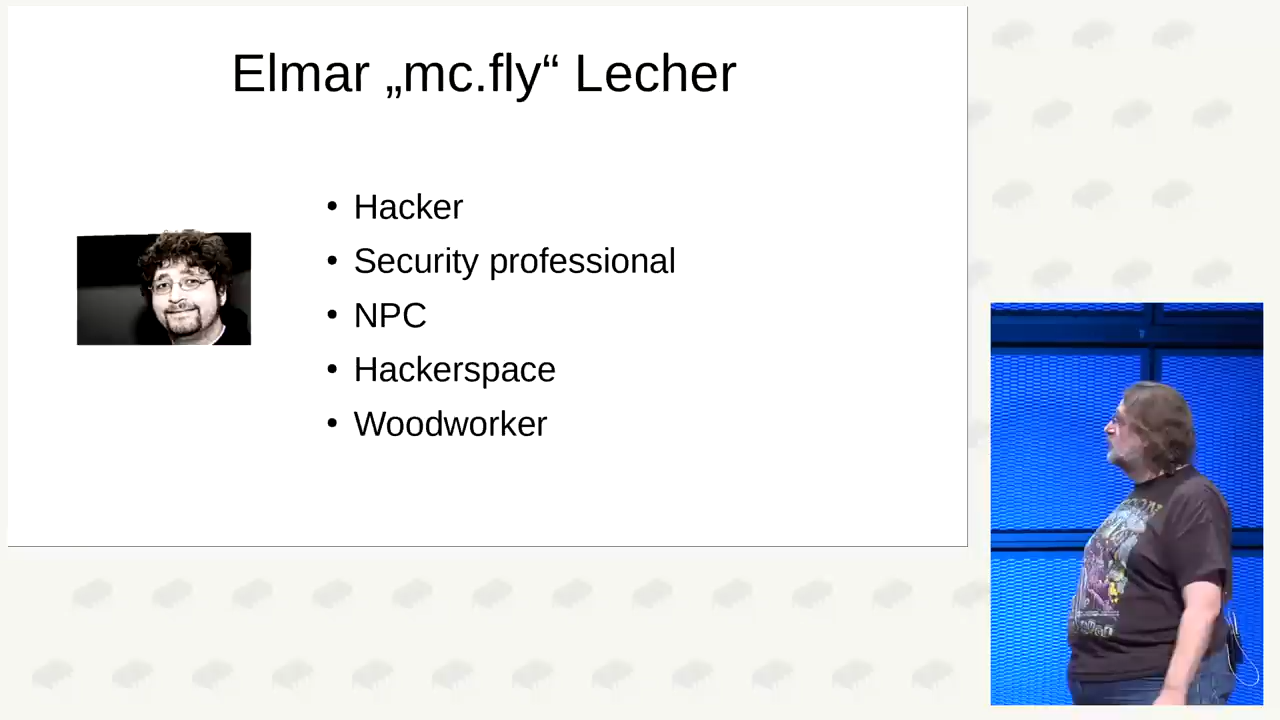 Elmar „mc.fly“ Lecher
• Hacker
• Security professional
• NPC
• Hackerspace
• Woodworker